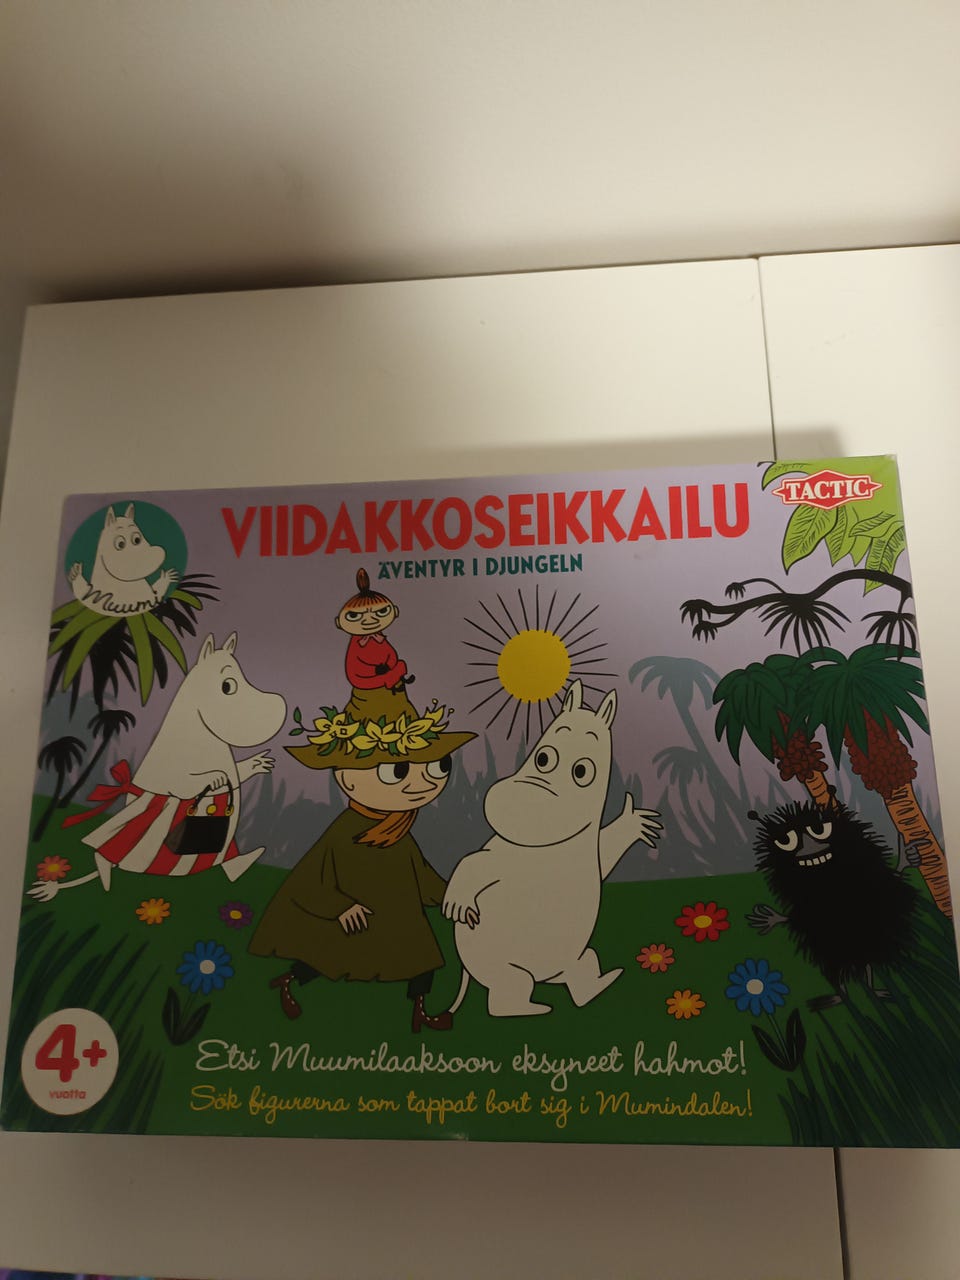 TACTIC
VIIDAKKOSEIKKAILU
ÄVENTYR I DJUNGELN
Muumi
4+
vuotta
Etsi Muumilaaksoon eksyneet hahmot!
Sök figurerna som tappat bort sig i Mumindalen!